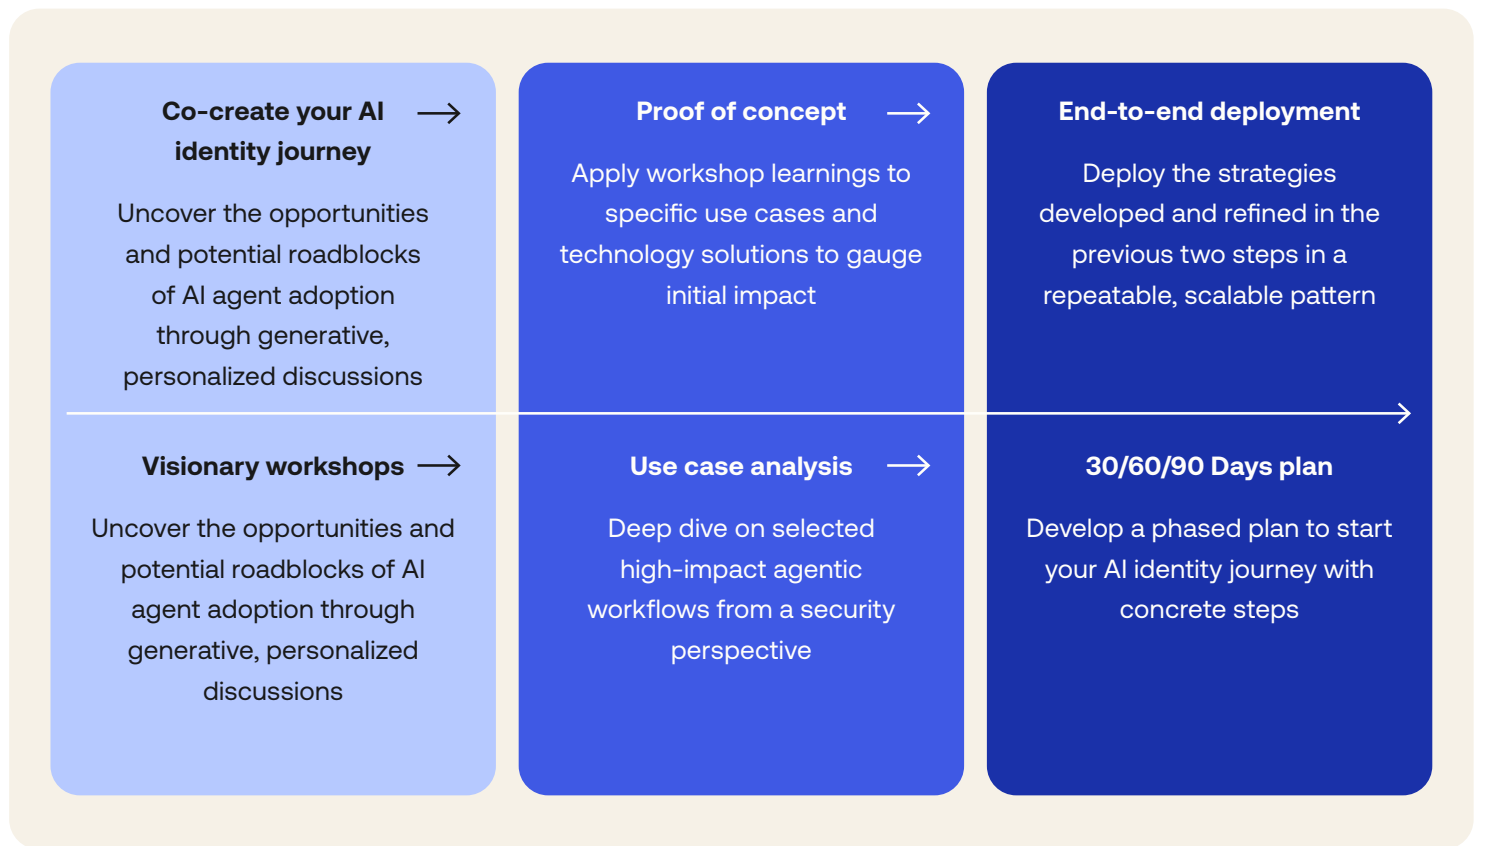 Co-create your AI
identity journey
Uncover the opportunities
and potential roadblocks
of AI agent adoption
through generative,
personalized discussions
Proof of concept
Apply workshop learnings to
specific use cases and
technology solutions to gauge
initial impact
End-to-end deployment
Deploy the strategies
developed and refined in the
previous two steps in a
repeatable, scalable pattern
Visionary workshops
Uncover the opportunities and
potential roadblocks of AI
agent adoption through
generative, personalized
discussions
Use case analysis
Deep dive on selected
high-impact agentic
workflows from a security
perspective
30/60/90 Days plan
Develop a phased plan to start
your AI identity journey with
concrete steps